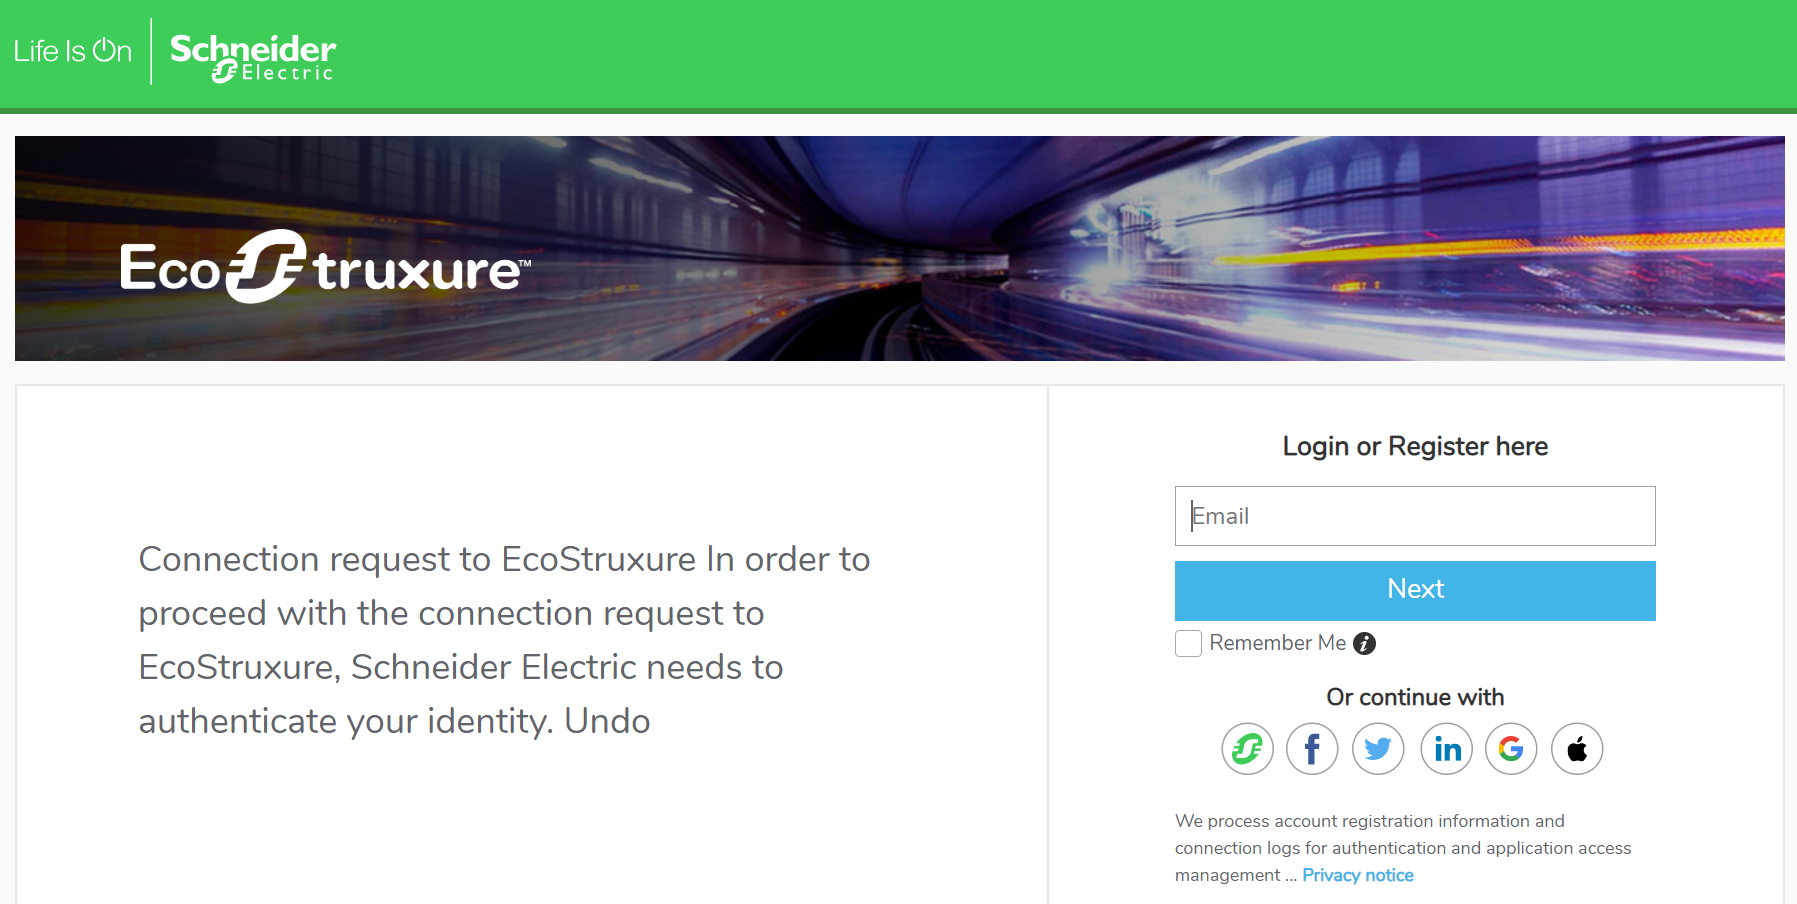 Life Is On
Schneider
Electric
EcoStruxure™
Connection request to EcoStruxure In order to
proceed with the connection request to
EcoStruxure, Schneider Electric needs to
authenticate your identity. Undo
Login or Register here
Email
Next
Remember Me
Or continue with
We process account registration information and
connection logs for authentication and application access
management ... Privacy notice